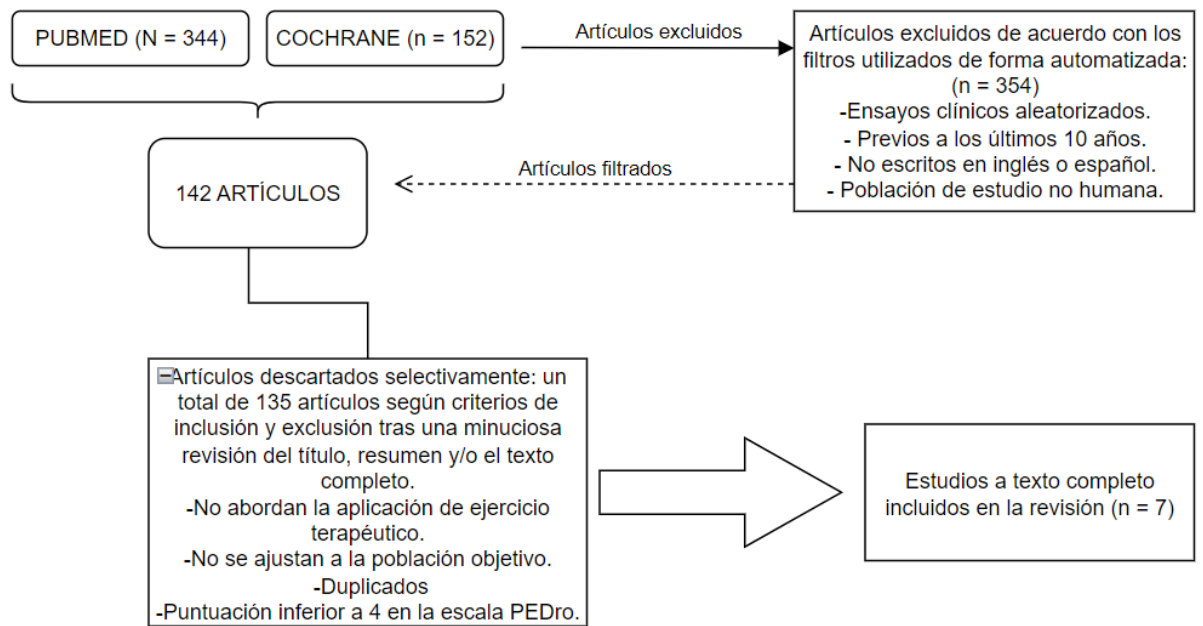 PUBMED (N = 344)
COCHRANE (n = 152)
Artículos excluidos
Artículos excluidos de acuerdo con los
filtros utilizados de forma automatizada:
(n = 354)
-Ensayos clínicos aleatorizados.
- Previos a los últimos 10 años.
- No escritos en inglés o español.
- Población de estudio no humana.
Artículos filtrados
142 ARTÍCULOS
Artículos descartados selectivamente: un
total de 135 artículos según criterios de
inclusión y exclusión tras una minuciosa
revisión del título, resumen y/o el texto
completo.
-No abordan la aplicación de ejercicio
terapéutico.
-No se ajustan a la población objetivo.
-Duplicados
-Puntuación inferior a 4 en la escala PEDro.
Estudios a texto completo
incluidos en la revisión (n = 7)